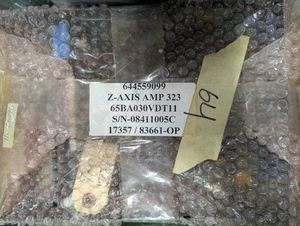 644559099
Z-AXIS AMP 323
65BA030VDT11
S/N-08411005C
17357 / 83661-OP
64